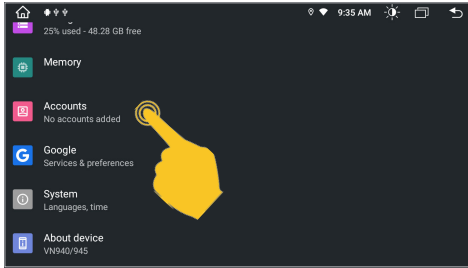 9:35 AM
25% used - 48.28 GB free
Memory
Accounts
No accounts added
Google
Services & preferences
System
Languages, time
About device
VN940/945